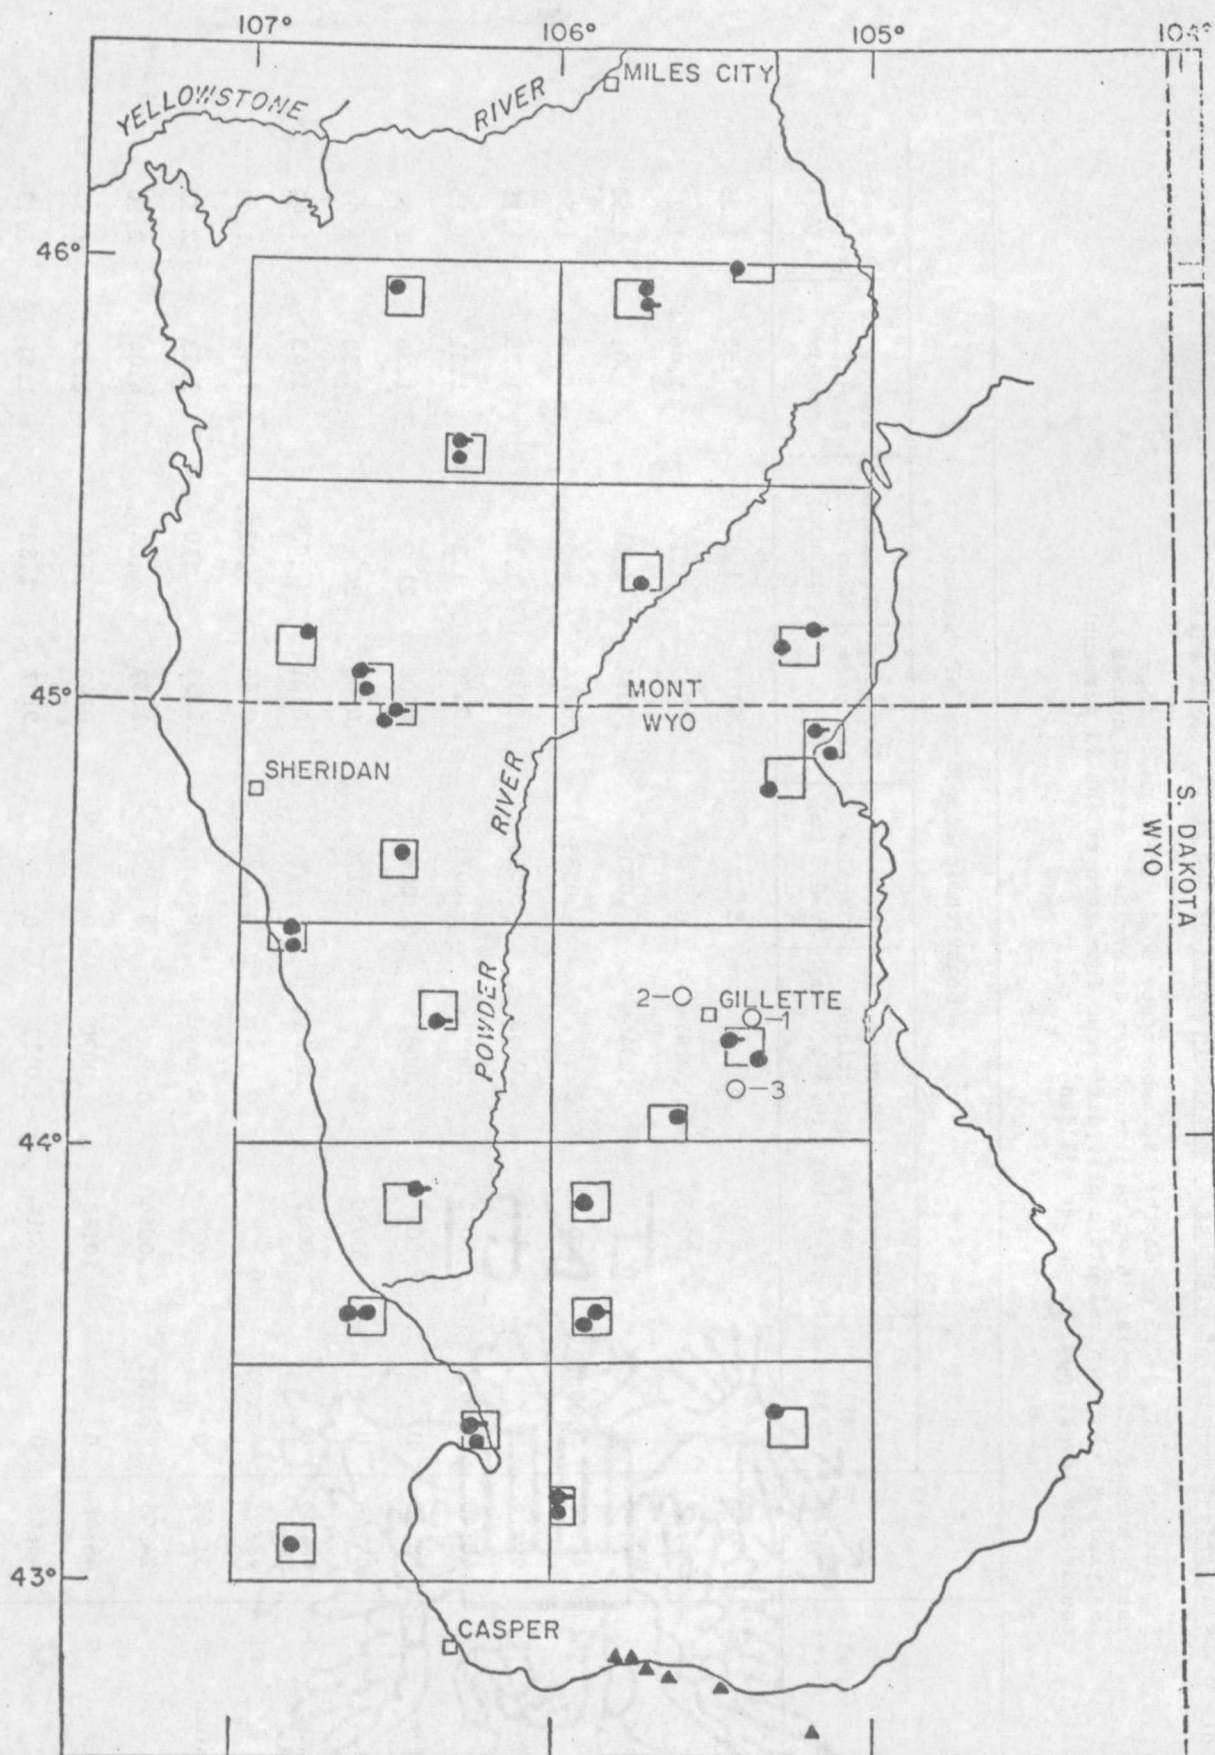 107° 106° 105° 104°
MILES CITY
YELLOWSTONE RIVER
46°
45°
MONT
WYO
SHERIDAN
RIVER
POWDER
S. DAKOTA
WYO
2- GILLETTE
-1
-3
44°
43°
CASPER